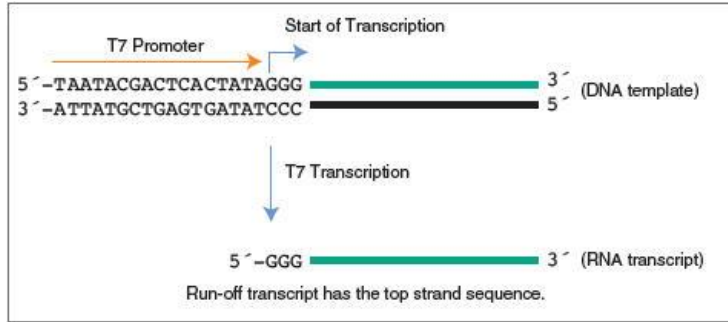 Start of Transcription
T7 Promoter
5´-TAATACGACTCACTATAGGG 3´ (DNA template)
3´-ATTATGCTGAGTGATATCCC 5´
T7 Transcription
5´-GGG 3´ (RNA transcript)
Run-off transcript has the top strand sequence.